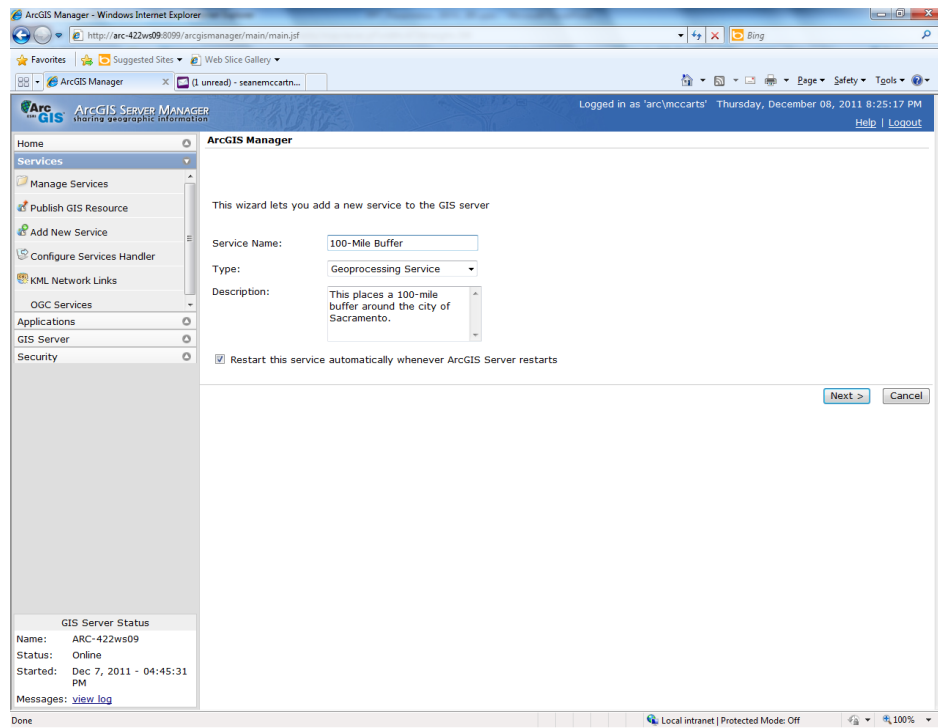 ArcGIS Manager - Windows Internet Explorer
http://arc-422ws09:8099/arcgismanager/main/main.jsf
Bing
Favorites
Suggested Sites
Web Slice Gallery
ArcGIS Manager
X
(1 unread) - seanemccartn...
Page
Safety
Tools
Arc
GIS
ArcGIS Server Manager
sharing geographic information
Logged in as 'arc\mccarts' Thursday, December 08, 2011 8:25:17 PM
Help | Logout
Home
Services
Manage Services
Publish GIS Resource
Add New Service
Configure Services Handler
KML Network Links
OGC Services
Applications
GIS Server
Security
ArcGIS Manager
This wizard lets you add a new service to the GIS server
Service Name: 100-Mile Buffer
Type: Geoprocessing Service
Description: This places a 100-mile
buffer around the city of
Sacramento.
Restart this service automatically whenever ArcGIS Server restarts
Next >
Cancel
GIS Server Status
Name: ARC-422ws09
Status: Online
Started: Dec 7, 2011 - 04:45:31
PM
Messages: view log
Done
Local intranet | Protected Mode: Off
100%